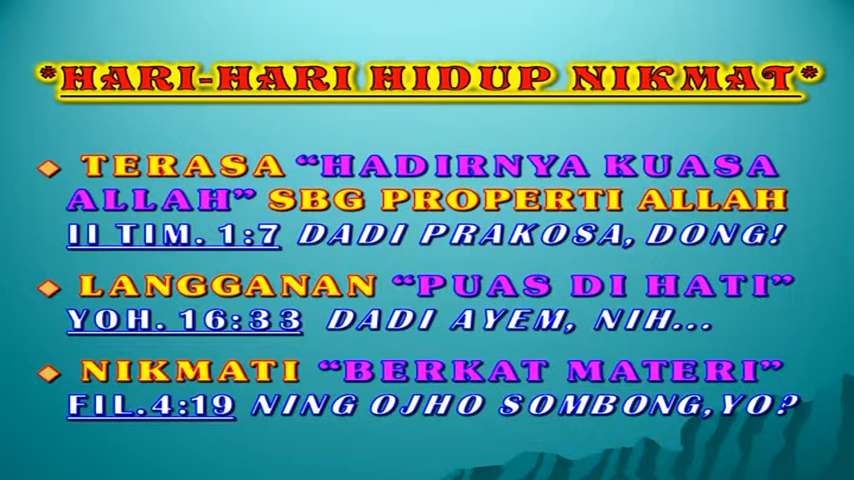 *HARI-HARI HIDUP NIKMAT*
TERASA “HADIRNYA KUASA
ALLAH” SBG PROPERTI ALLAH
II TIM. 1:7 DADI PRAKOSA, DONG!
LANGGANAN “PUAS DI HATI”
YOH. 16:33 DADI AYEM, NIH...
NIKMATI “BERKAT MATERI”
FIL.4:19 NING OJHO SOMBONG,YO?